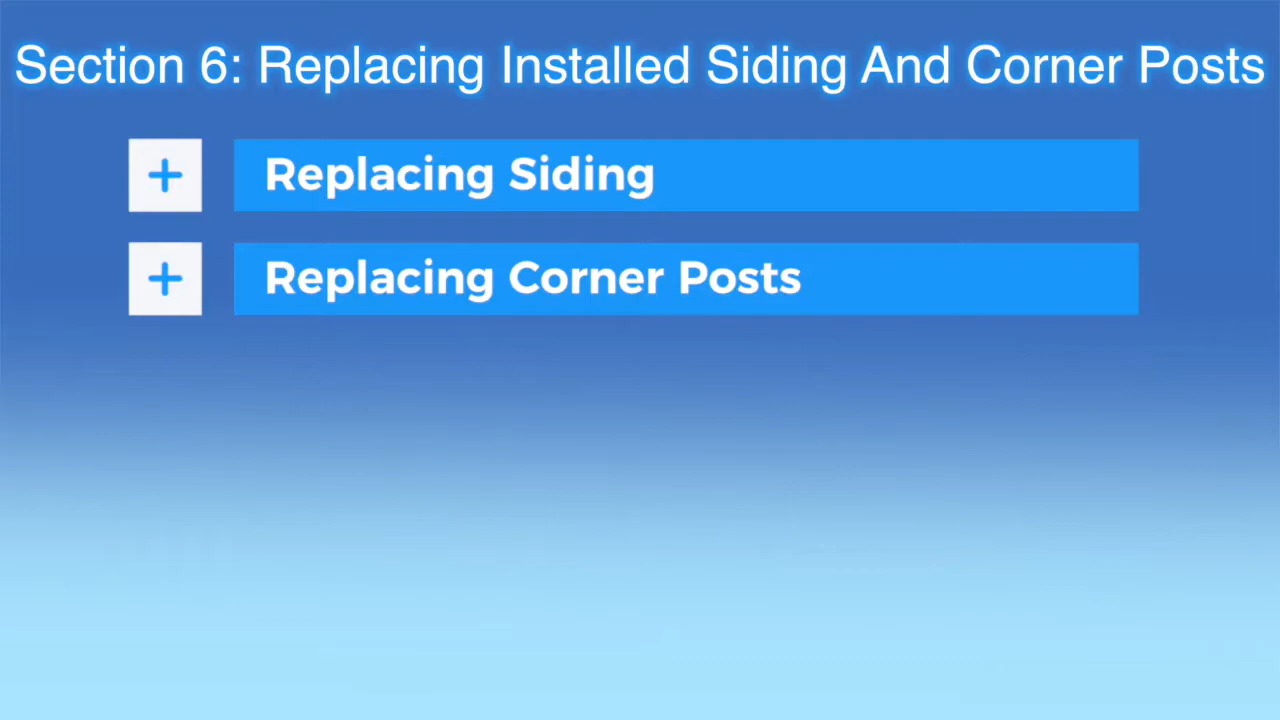 Section 6: Replacing Installed Siding And Corner Posts
+ Replacing Siding
+ Replacing Corner Posts